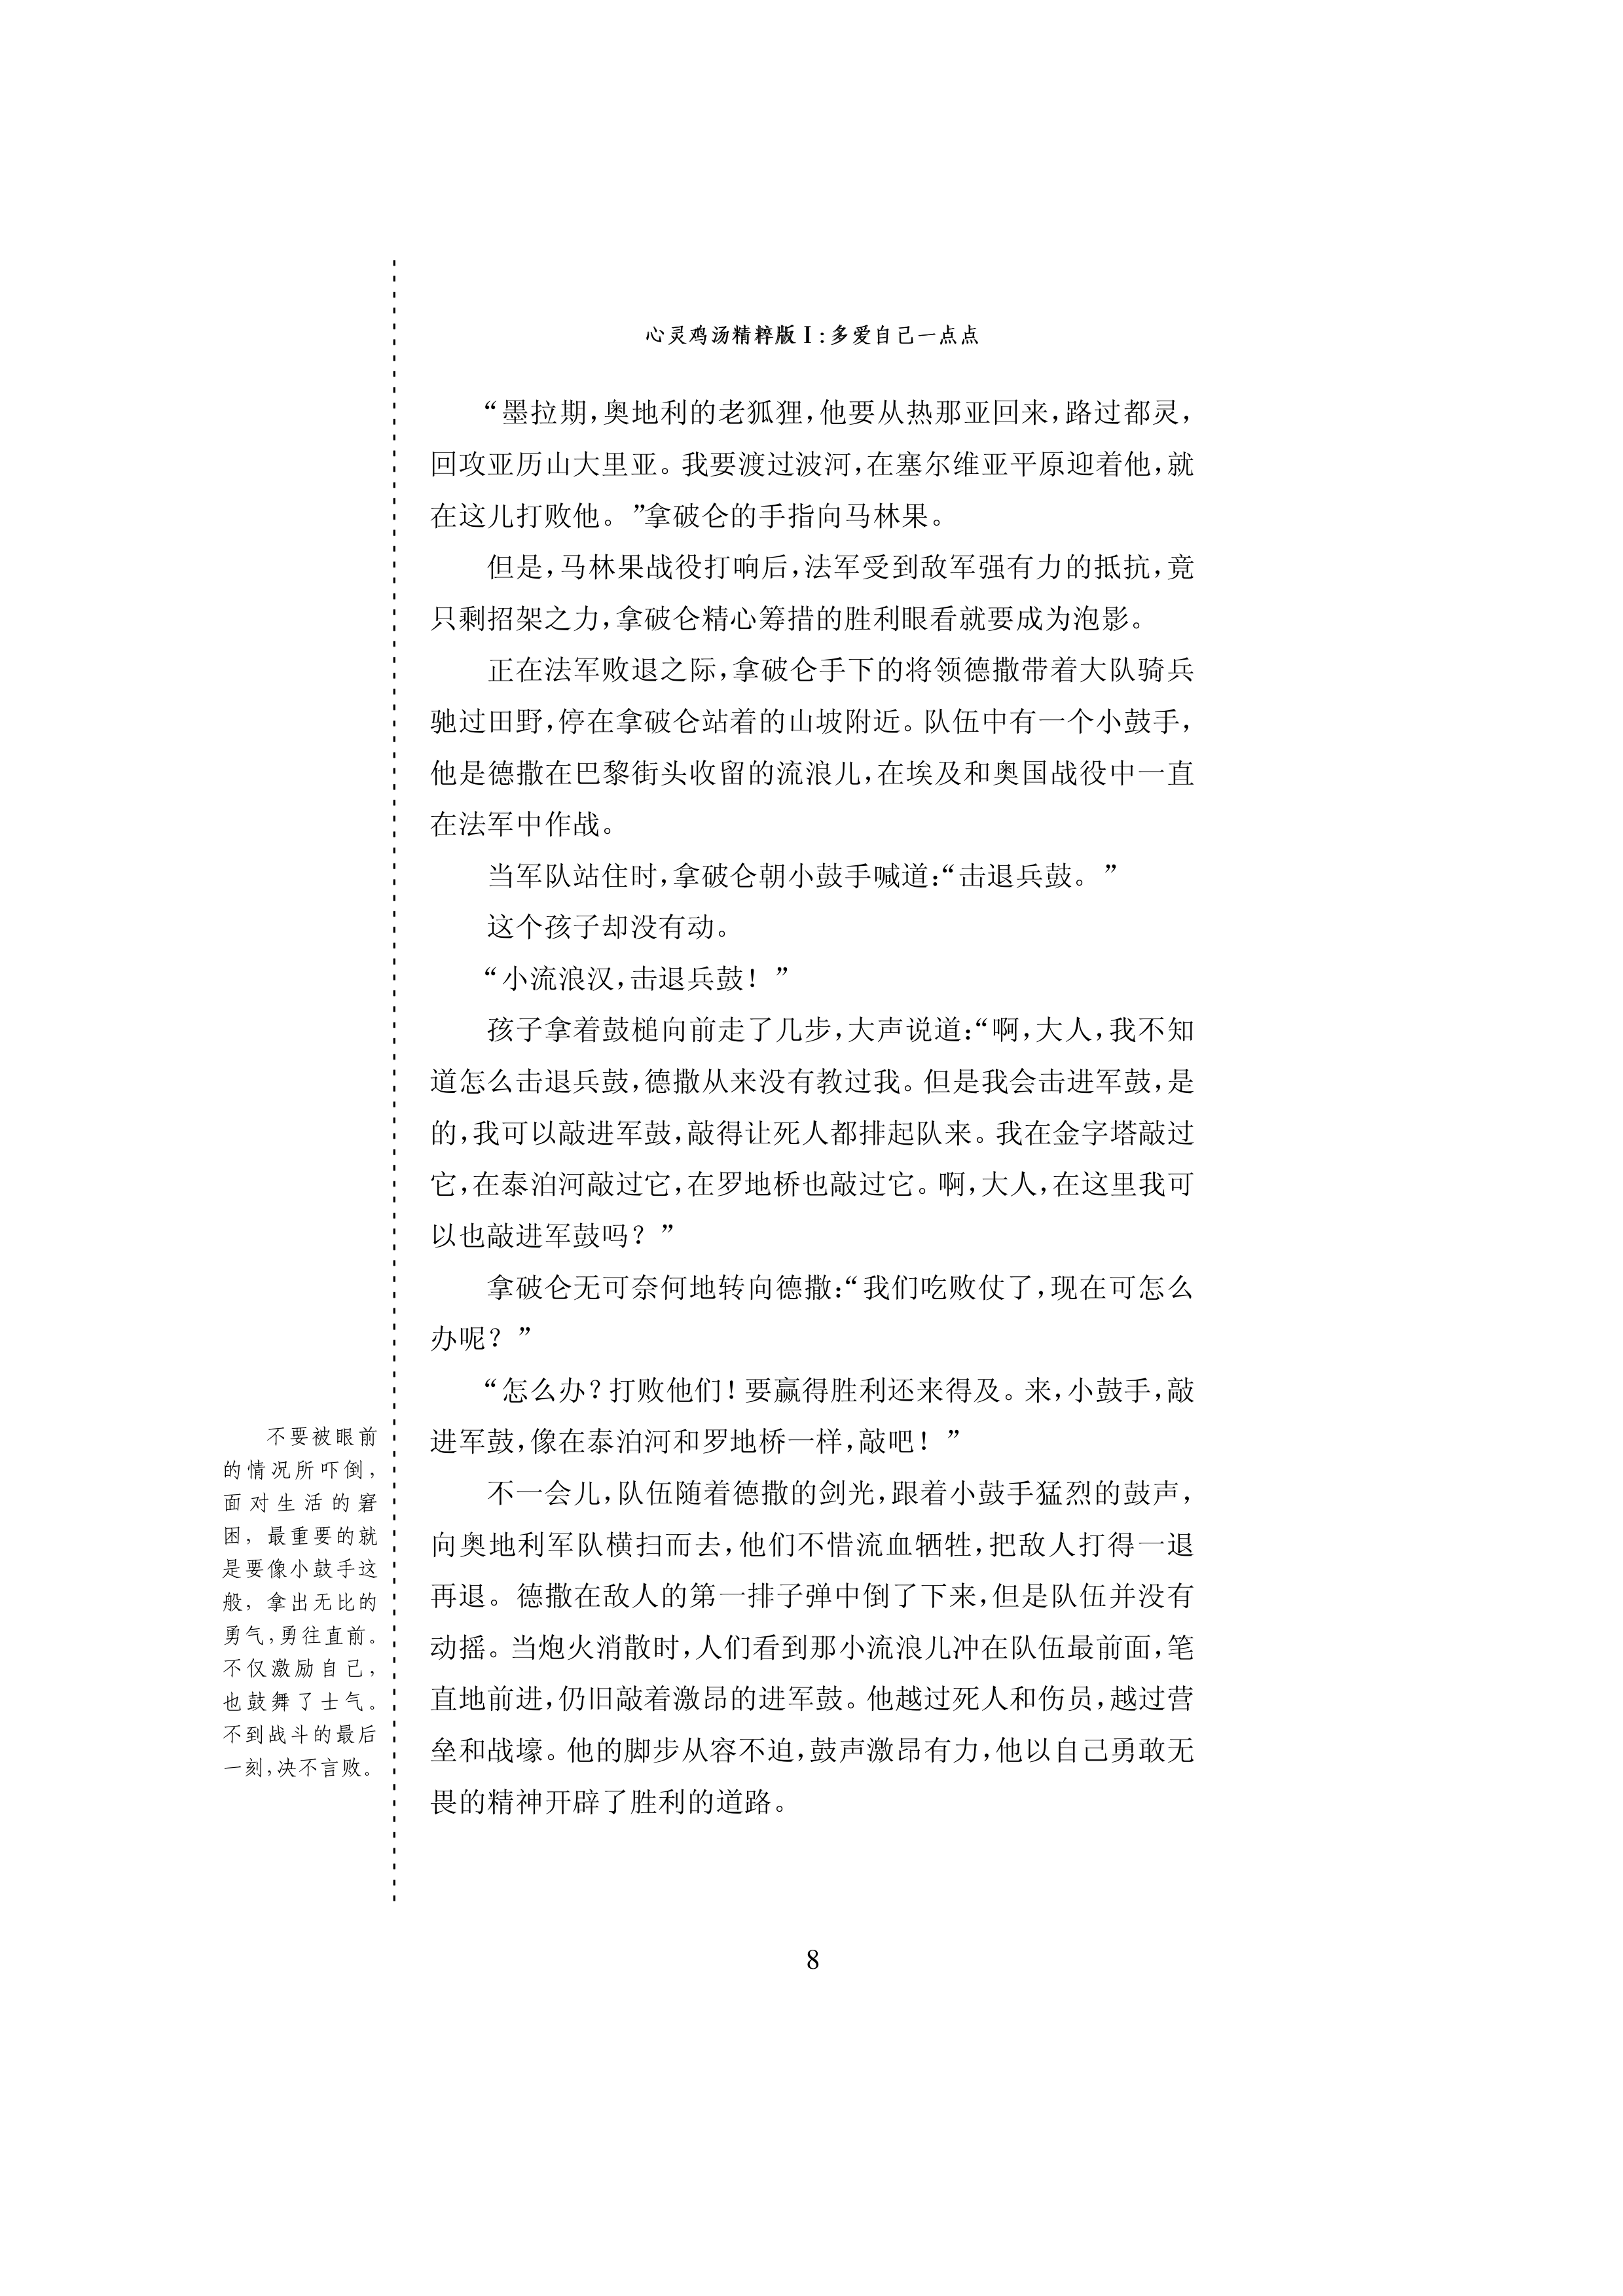 心灵鸡汤精粹版Ⅰ:多爱自己一点点
“墨拉期,奥地利的老狐狸,他要从热那亚回来,路过都灵,
回攻亚历山大里亚。我要渡过波河,在塞尔维亚平原迎着他,就
在这儿打败他。”拿破仑的手指向马林果。
但是,马林果战役打响后,法军受到敌军强有力的抵抗,竟
只剩招架之力,拿破仑精心筹措的胜利眼看就要成为泡影。
正在法军败退之际,拿破仑手下的将领德撒带着大队骑兵
驰过田野,停在拿破仑站着的山坡附近。队伍中有一个小鼓手,
他是德撒在巴黎街头收留的流浪儿,在埃及和奥国战役中一直
在法军中作战。
当军队站住时,拿破仑朝小鼓手喊道:“击退兵鼓。”
这个孩子却没有动。
“小流浪汉,击退兵鼓!”
孩子拿着鼓槌向前走了几步,大声说道:“啊,大人,我不知
道怎么击退兵鼓,德撒从来没有教过我。但是我会击进军鼓,是
的,我可以敲进军鼓,敲得让死人都排起队来。我在金字塔敲过
它,在泰泊河敲过它,在罗地桥也敲过它。啊,大人,在这里我可
以也敲进军鼓吗?”
拿破仑无可奈何地转向德撒:“我们吃败仗了,现在可怎么
办呢?”
“怎么办?打败他们!要赢得胜利还来得及。来,小鼓手,敲
进军鼓,像在泰泊河和罗地桥一样,敲吧!”
不一会儿,队伍随着德撒的剑光,跟着小鼓手猛烈的鼓声,
向奥地利军队横扫而去,他们不惜流血牺牲,把敌人打得一退
再退。德撒在敌人的第一排子弹中倒了下来,但是队伍并没有
动摇。当炮火消散时,人们看到那小流浪儿冲在队伍最前面,笔
直地前进,仍旧敲着激昂的进军鼓。他越过死人和伤员,越过营
垒和战壕。他的脚步从容不迫,鼓声激昂有力,他以自己勇敢无
畏的精神开辟了胜利的道路。
不要被眼前
的情况所吓倒,
面对生活的窘
困,最重要的就
是要像小鼓手这
般,拿出无比的
勇气,勇往直前。
不仅激励自己,
也鼓舞了士气。
不到战斗的最后
一刻,决不言败。
8